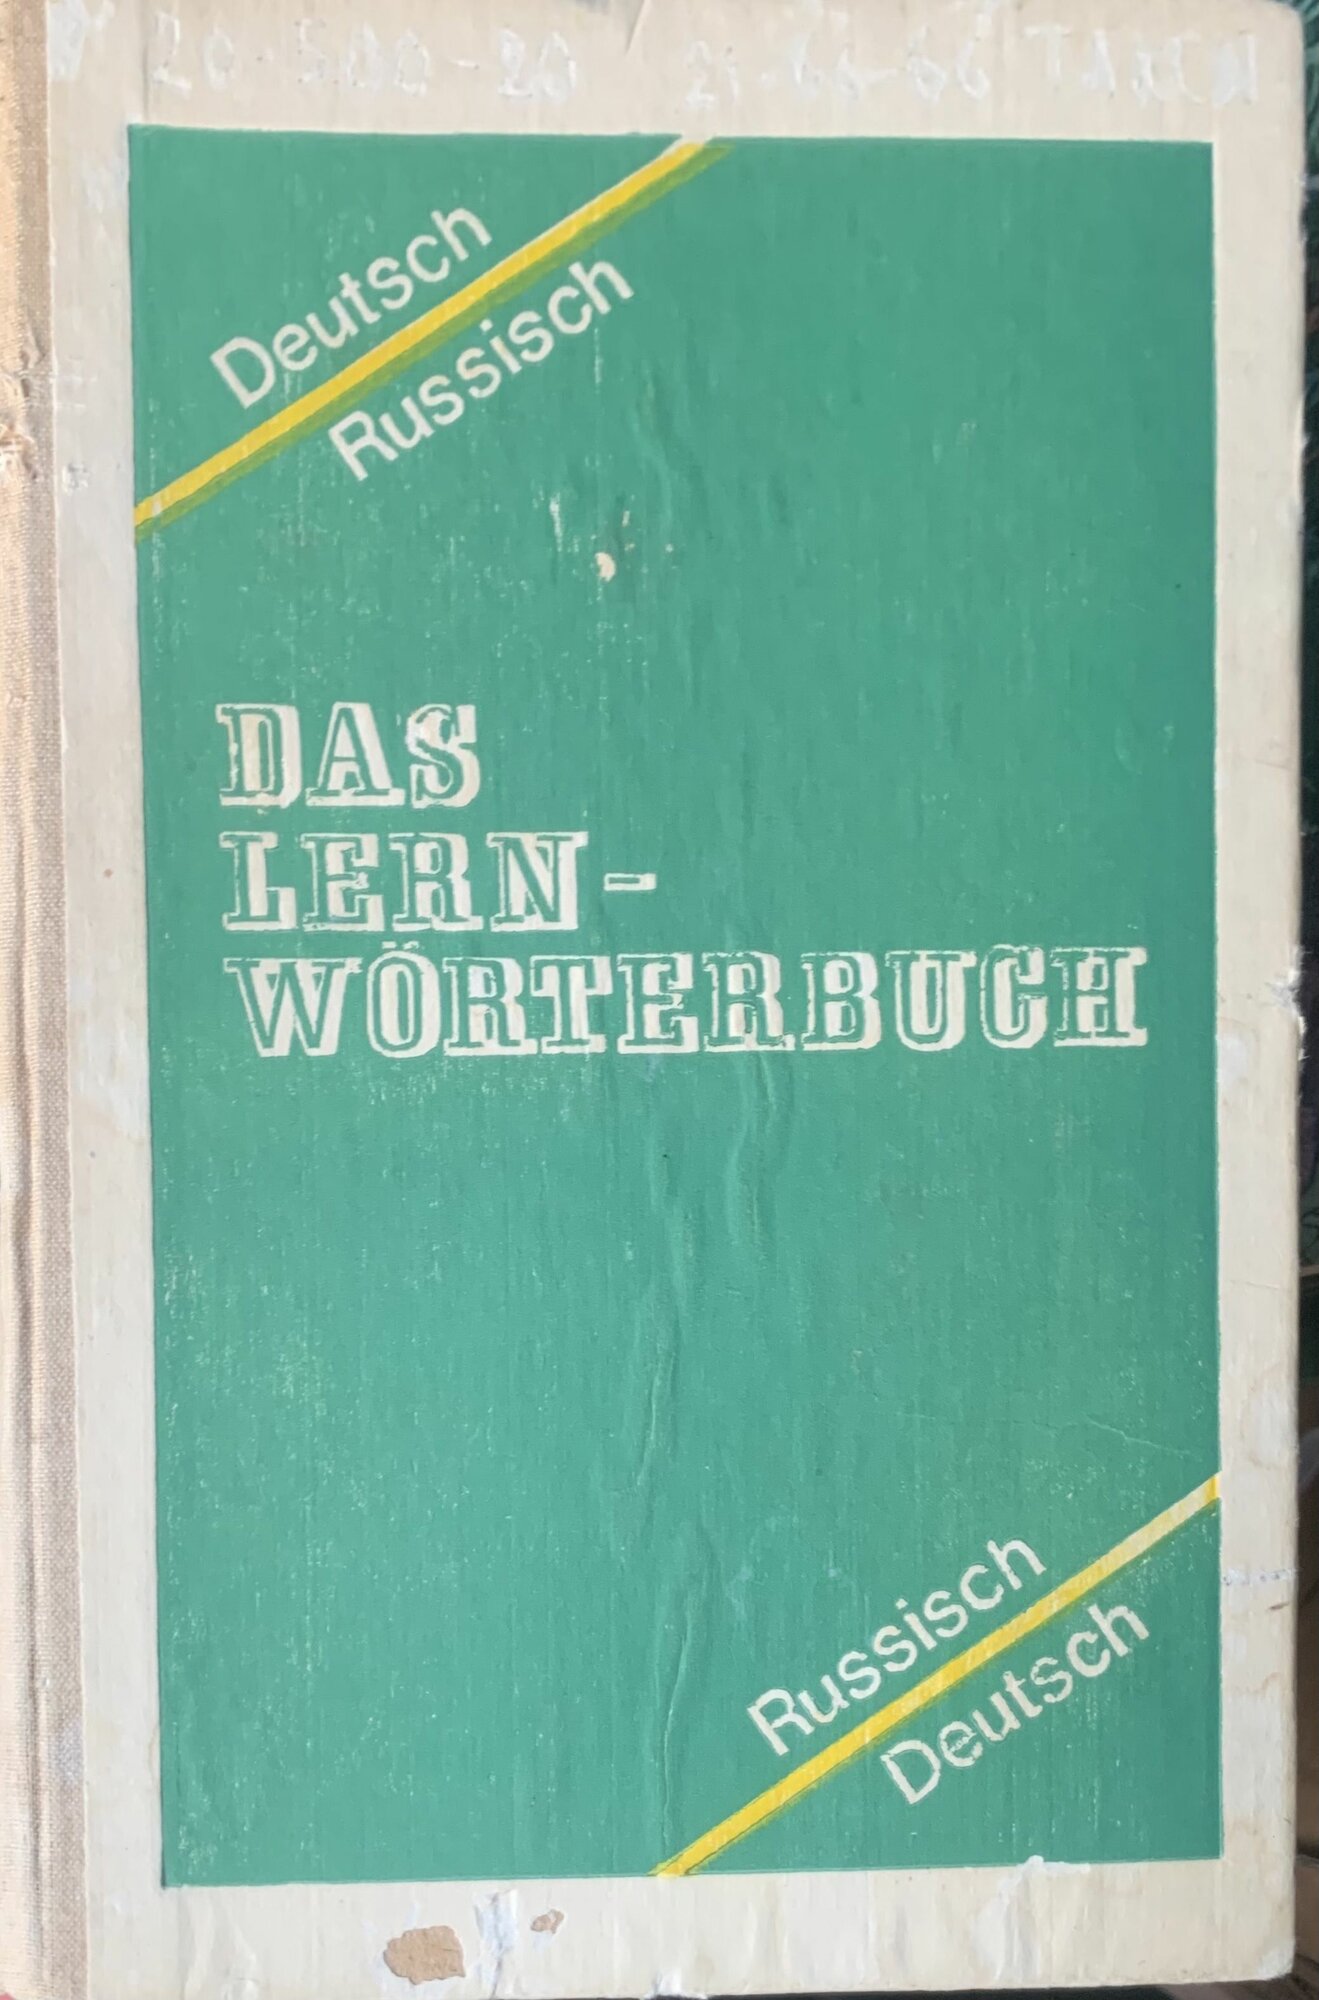 Deutsch
Russisch
DAS
LERN-
WÖRTERBUCH
Russisch
Deutsch